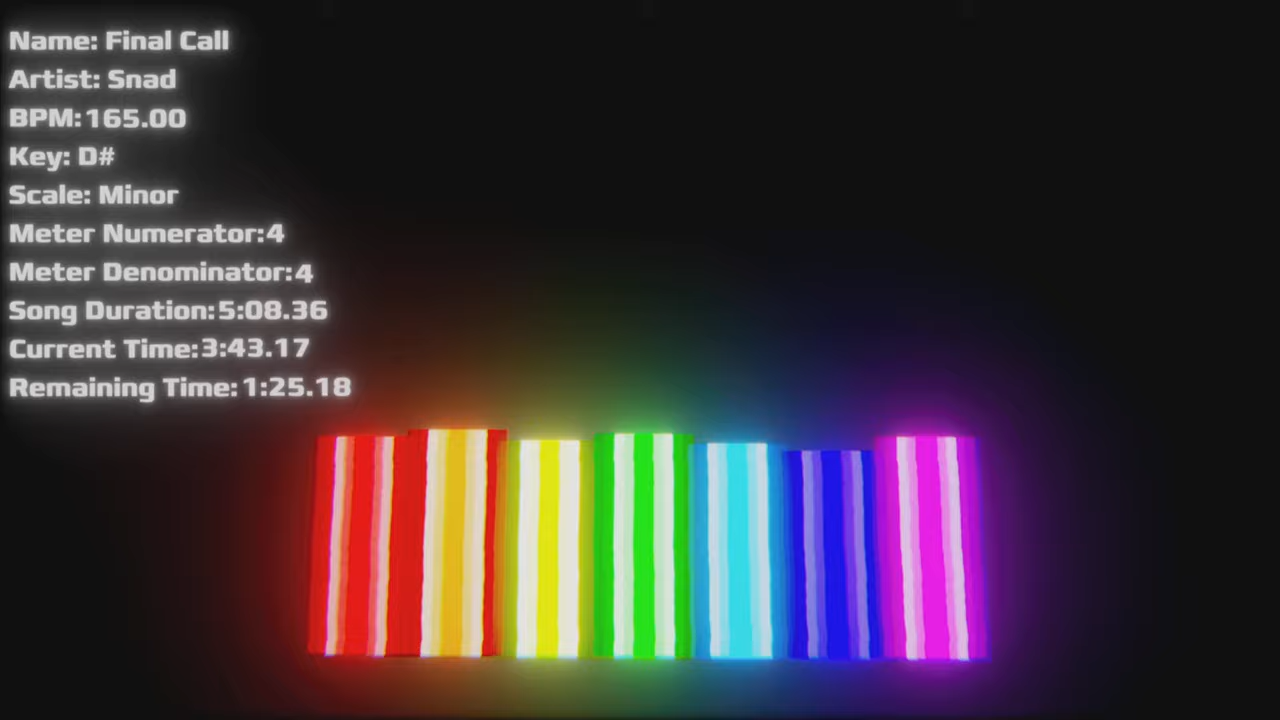 Name: Final Call
Artist: Snad
BPM:165.00
Key: D#
Scale: Minor
Meter Numerator:4
Meter Denominator:4
Song Duration:5:08.36
Current Time:3:43.17
Remaining Time:1:25.18